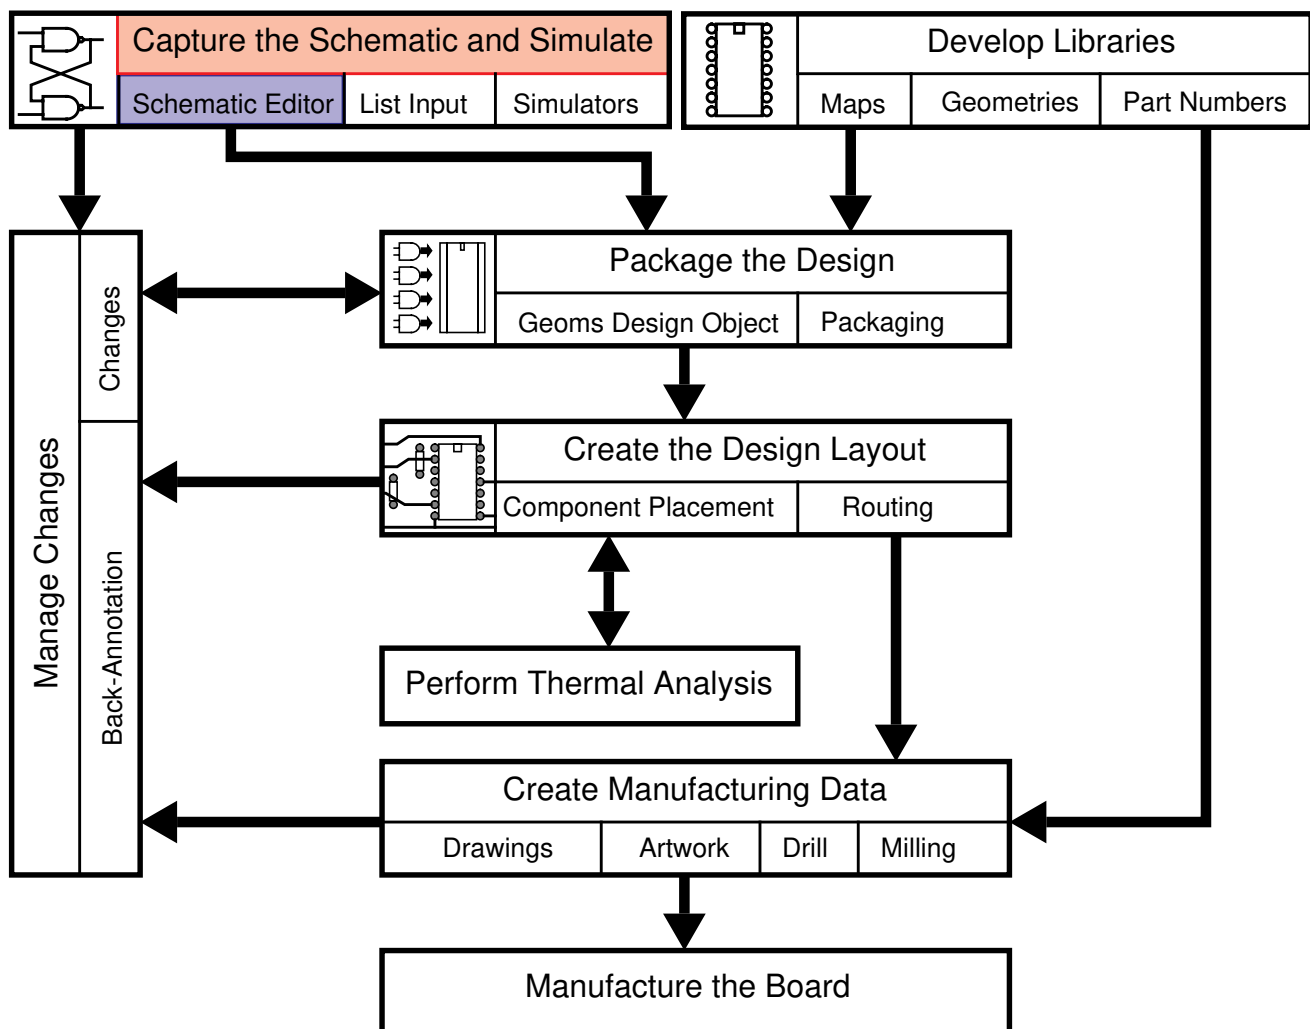 Capture the Schematic and Simulate
Schematic Editor
List Input
Simulators
Develop Libraries
Maps
Geometries
Part Numbers
Manage Changes
Changes
Back-Annotation
Package the Design
Geoms Design Object
Packaging
Create the Design Layout
Component Placement
Routing
Perform Thermal Analysis
Create Manufacturing Data
Drawings
Artwork
Drill
Milling
Manufacture the Board